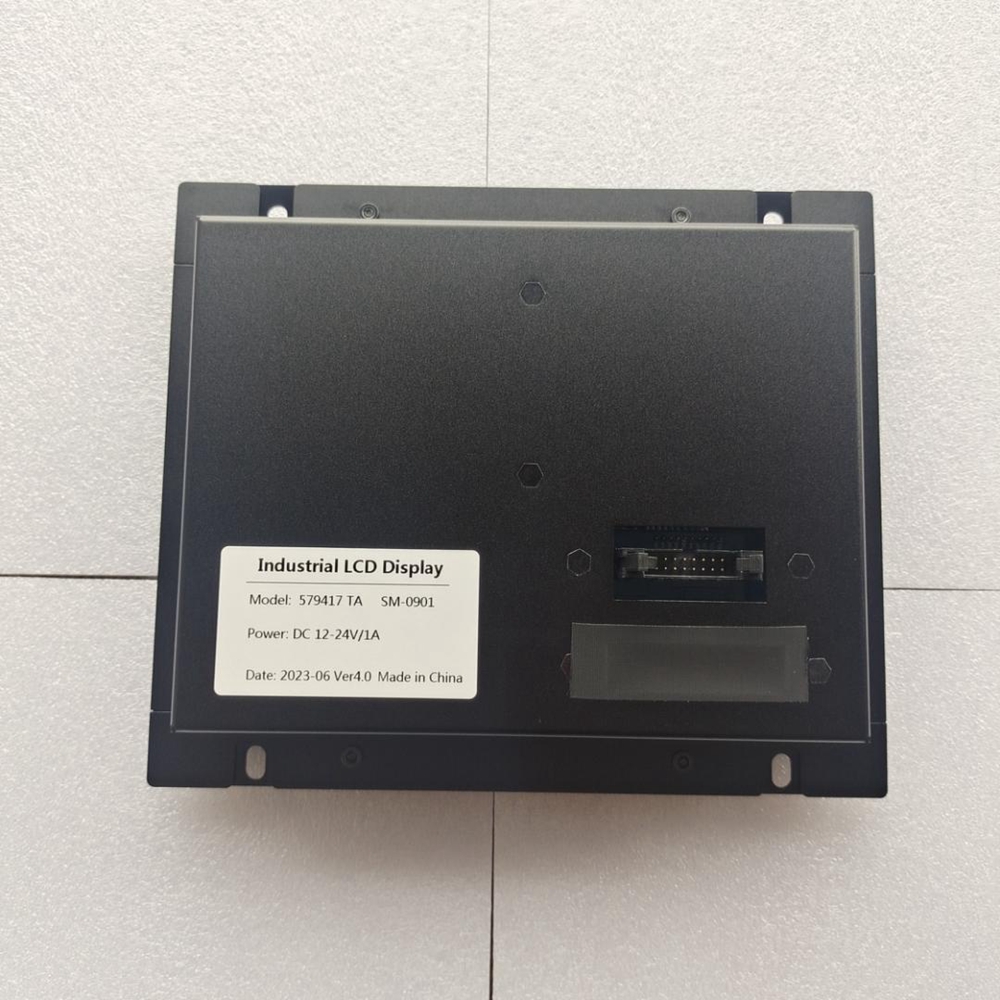 Industrial LCD Display
Model: 579417 TA SM-0901
Power: DC 12-24V/1A
Date: 2023-06 Ver4.0 Made in China